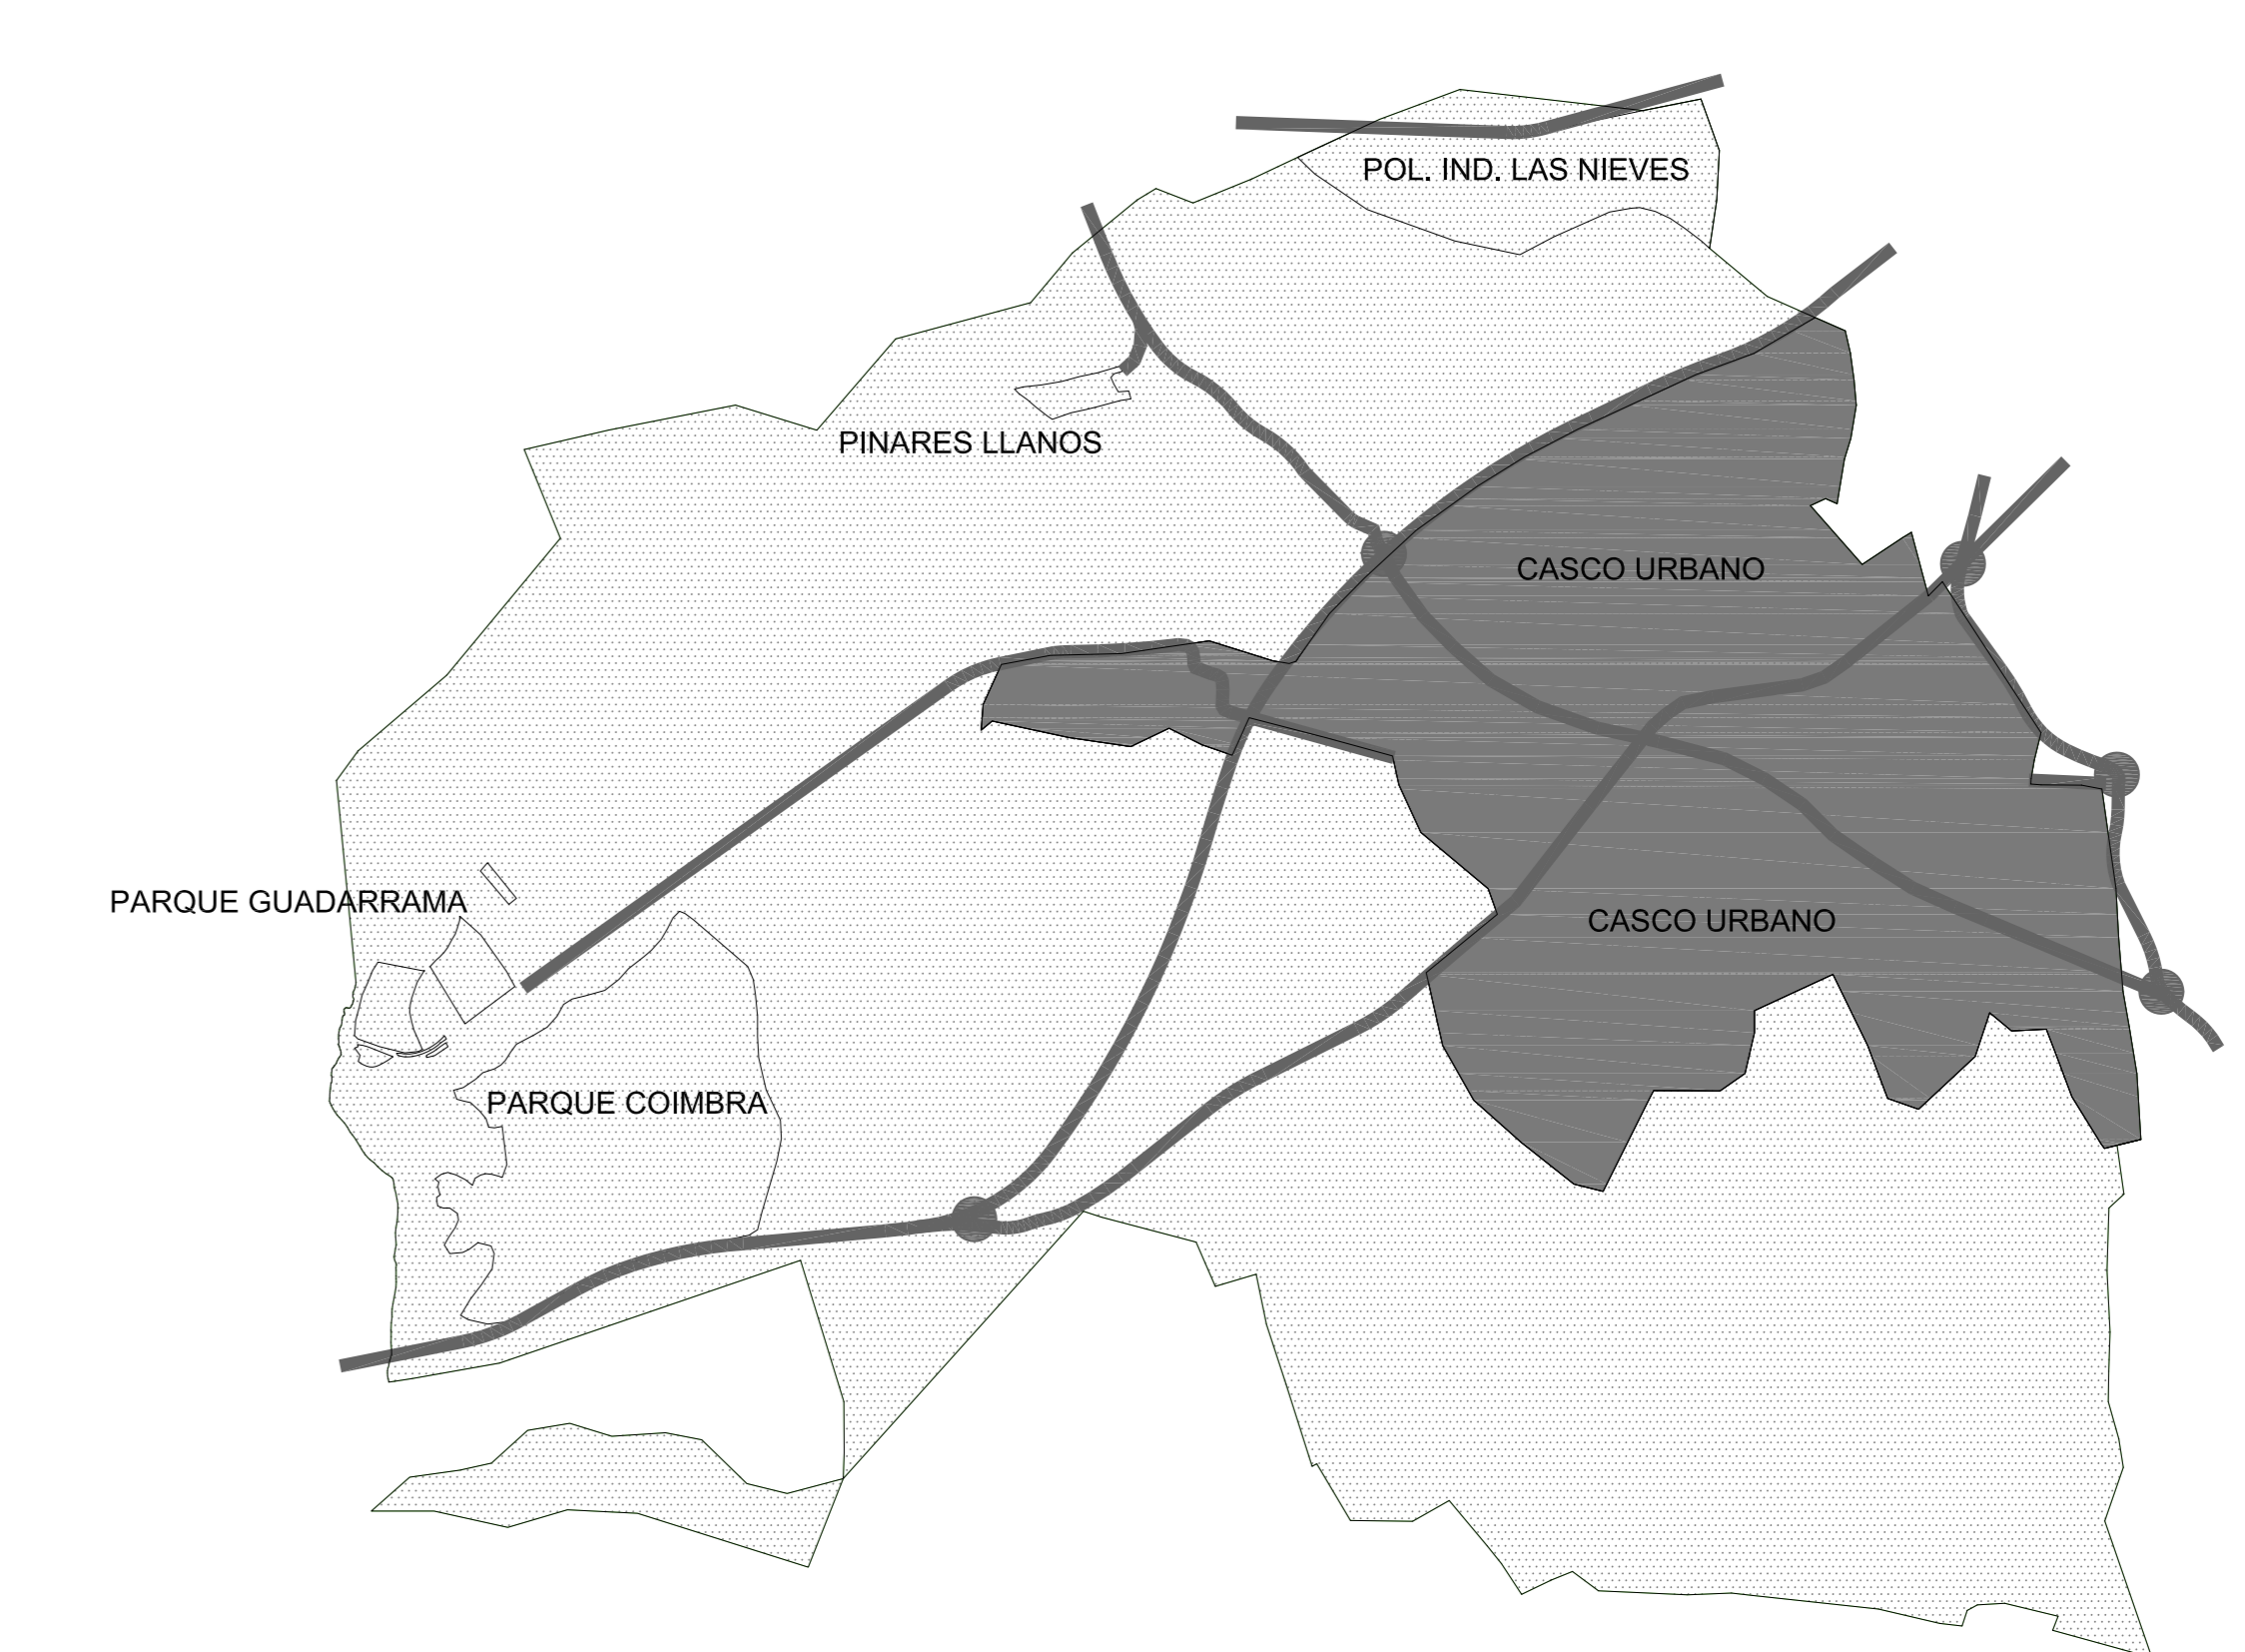 POL. IND. LAS NIEVES
PINARES LLANOS
CASCO URBANO
PARQUE GUADARRAMA
CASCO URBANO
PARQUE COIMBRA